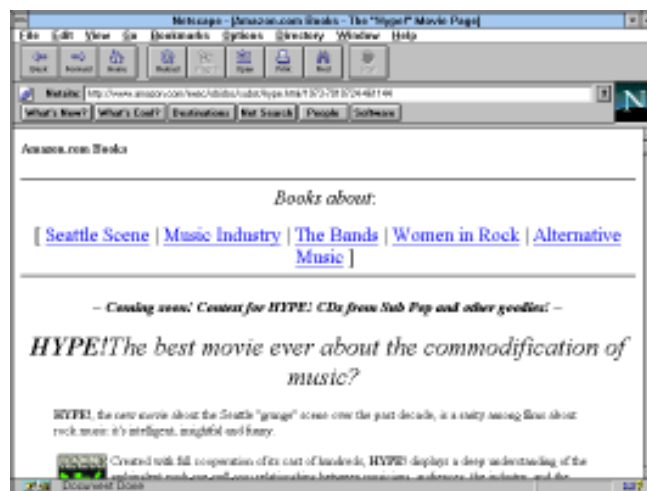 Netscape - [Amazon.com Books - The "Hype!" Movie Page]
File Edit View Go Bookmarks Options Directory Window Help
Back Forward Home Reload Open Print Find
Netsite:
What's New? What's Cool? Destinations Net Search People Software
Amazon.com Books
Books about:
[ Seattle Scene | Music Industry | The Bands | Women in Rock | Alternative
Music ]
-- Coming soon! Contest for HYPE! CDs from Sub Pop and other goodies! --
HYPE!The best movie ever about the commodification of
music?
HYPE!, the new movie about the Seattle "grunge" scene over the past decade, is a rarity among films about
rock music: it's intelligent, insightful and funny.
Created with full cooperation of its cast of hundreds, HYPE! displays a deep understanding of the
Document Done